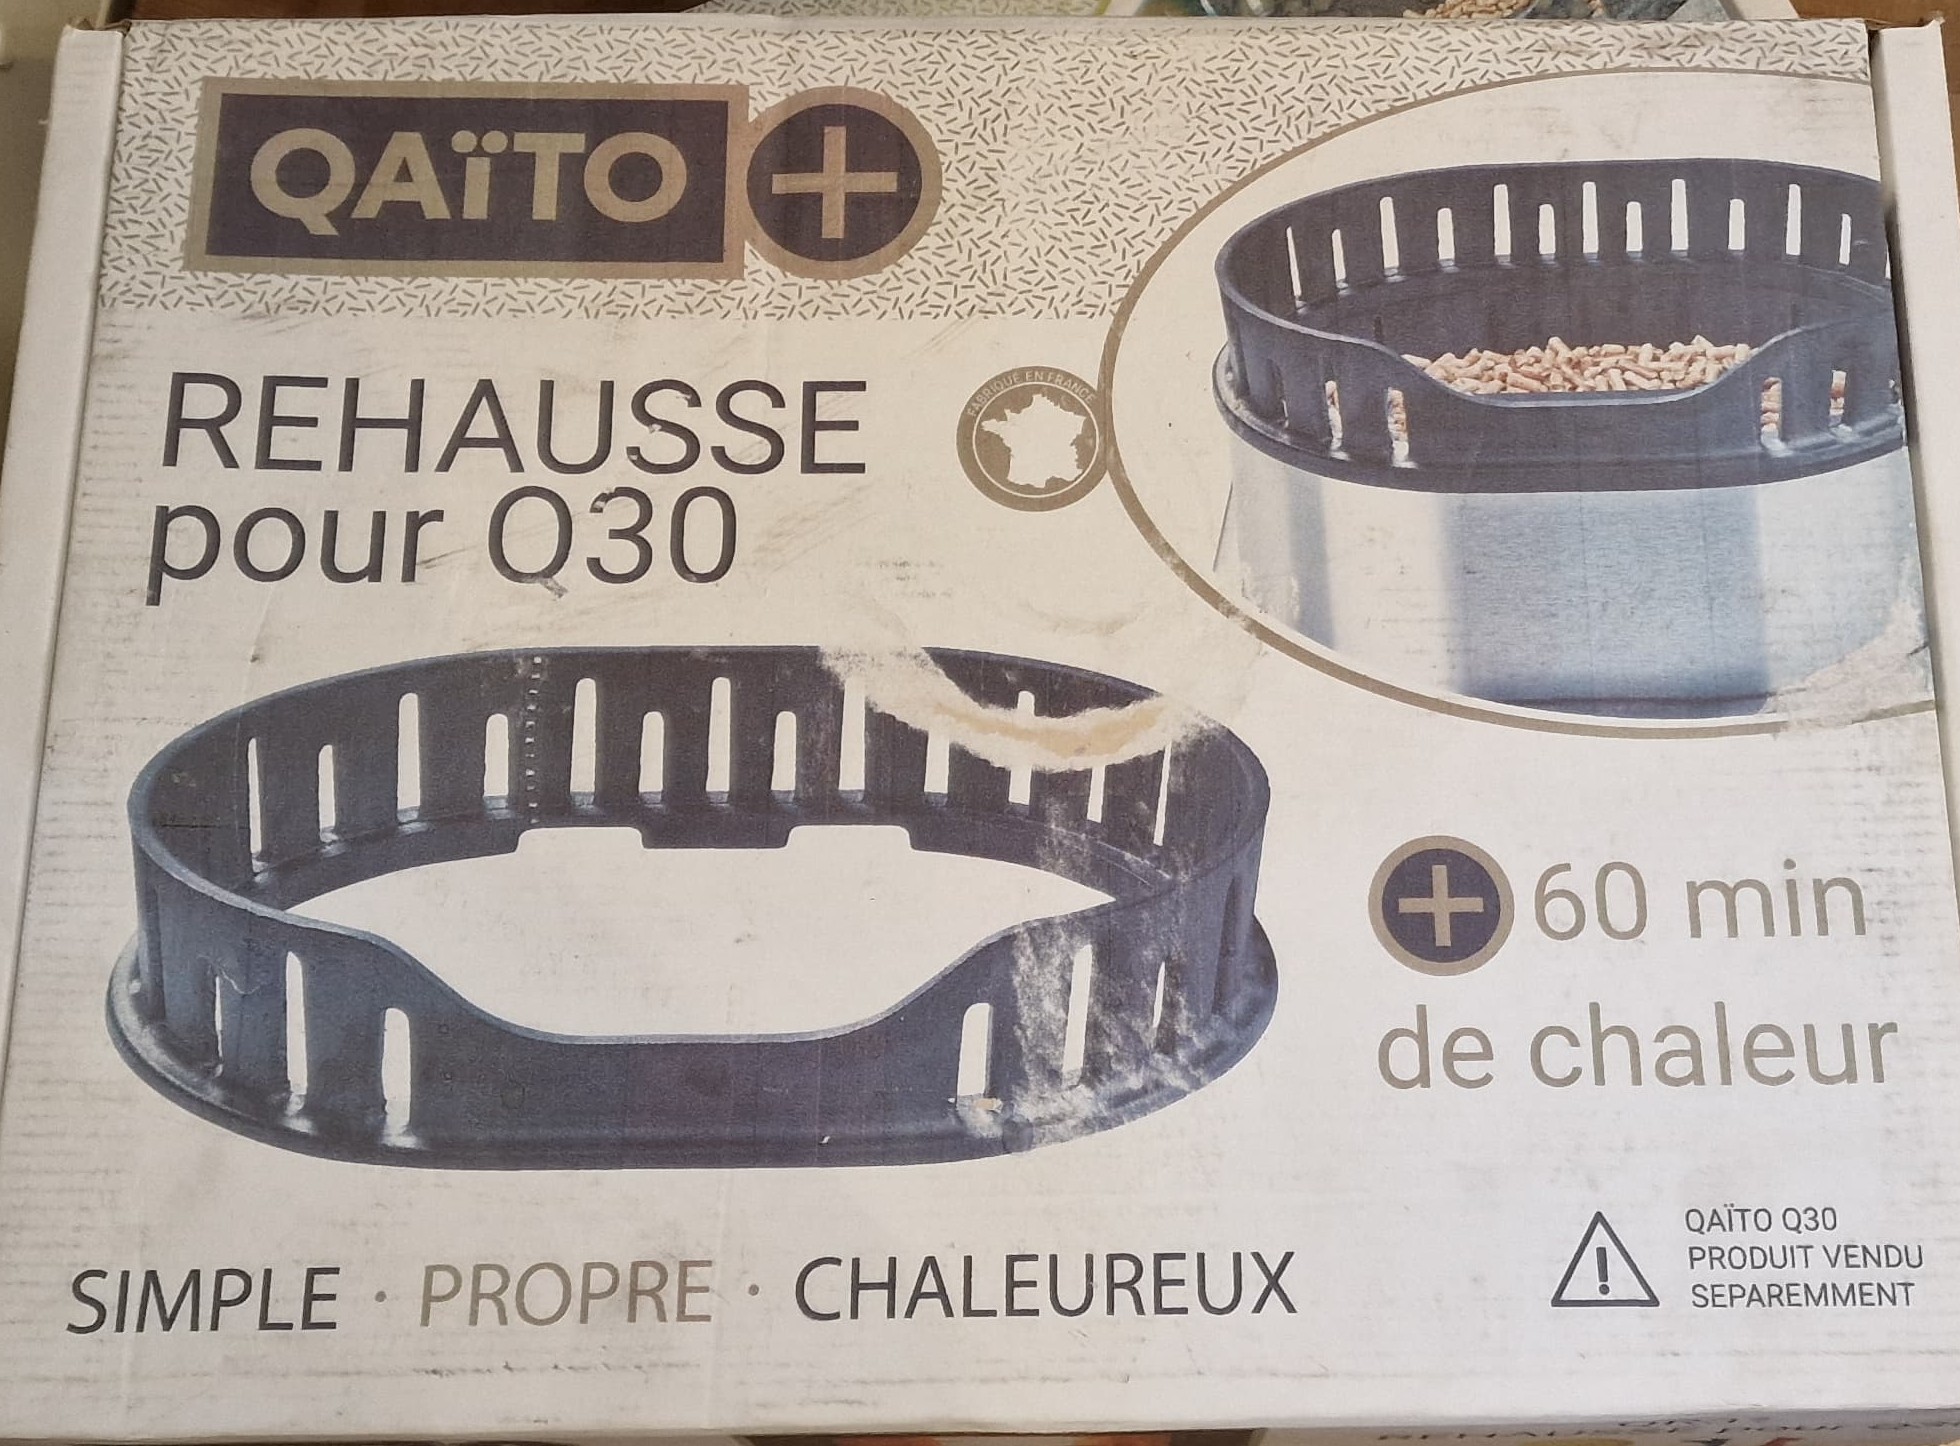 QAÏTO +
REHAUSSE
pour Q30
FABRIQUÉ EN FRANCE
+ 60 min
de chaleur
SIMPLE · PROPRE · CHALEUREUX
QAÏTO Q30
PRODUIT VENDU
SEPAREMMENT